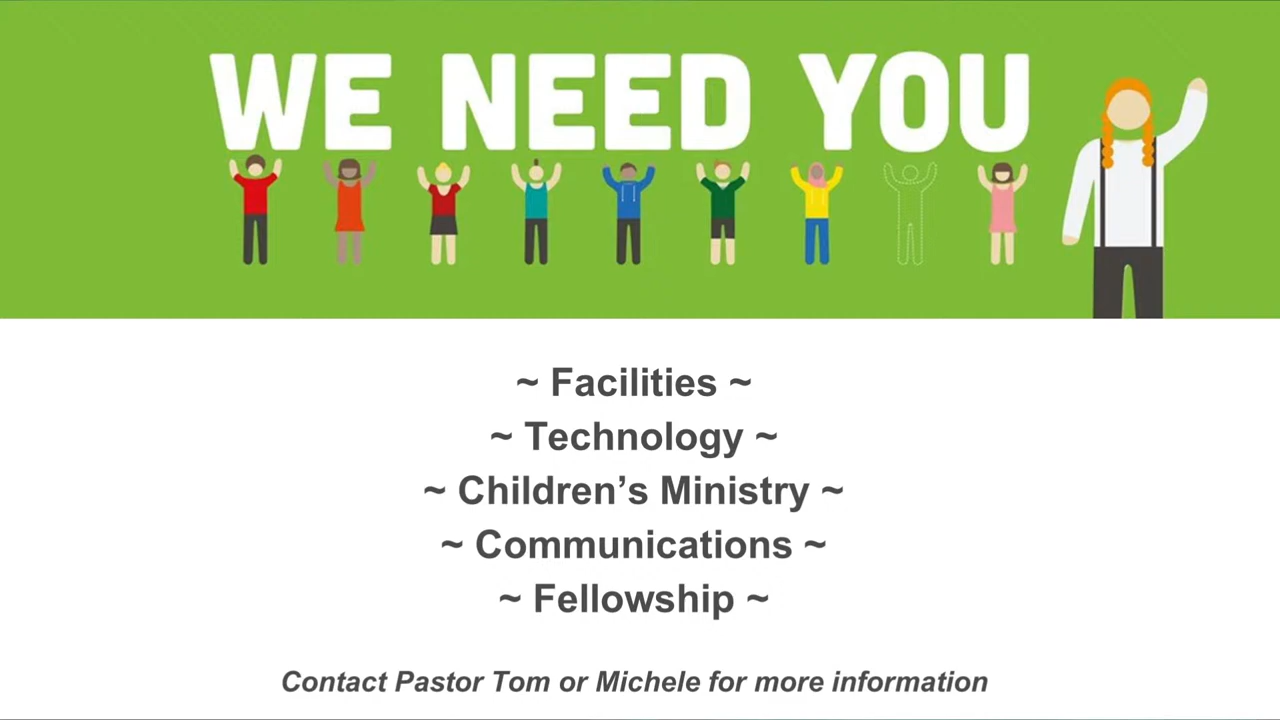 WE NEED YOU
~ Facilities ~
~ Technology ~
~ Children’s Ministry ~
~ Communications ~
~ Fellowship ~
Contact Pastor Tom or Michele for more information